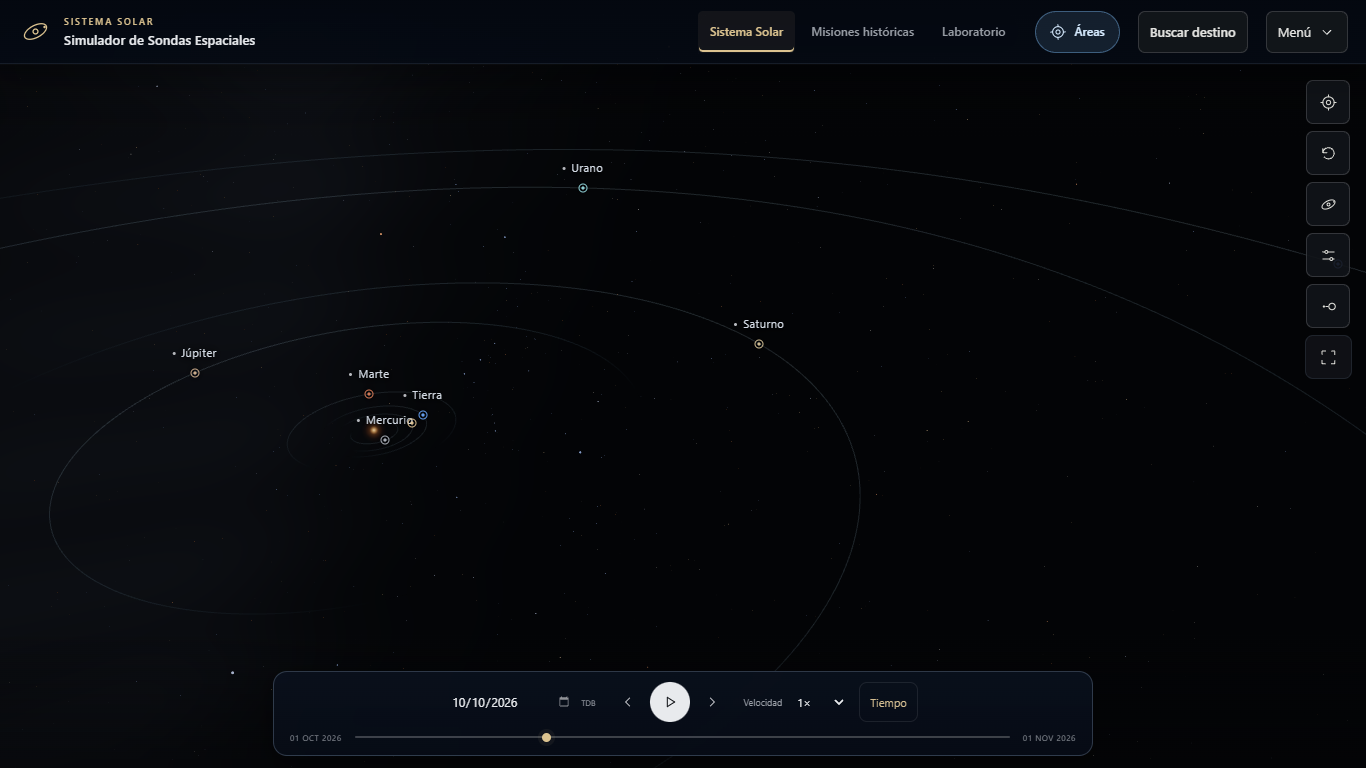 SISTEMA SOLAR
Simulador de Sondas Espaciales
Sistema Solar
Misiones históricas
Laboratorio
Áreas
Buscar destino
Menú
Urano
Saturno
Júpiter
Marte
Tierra
Mercurio
10/10/2026
TDB
Velocidad
1×
Tiempo
01 OCT 2026
01 NOV 2026